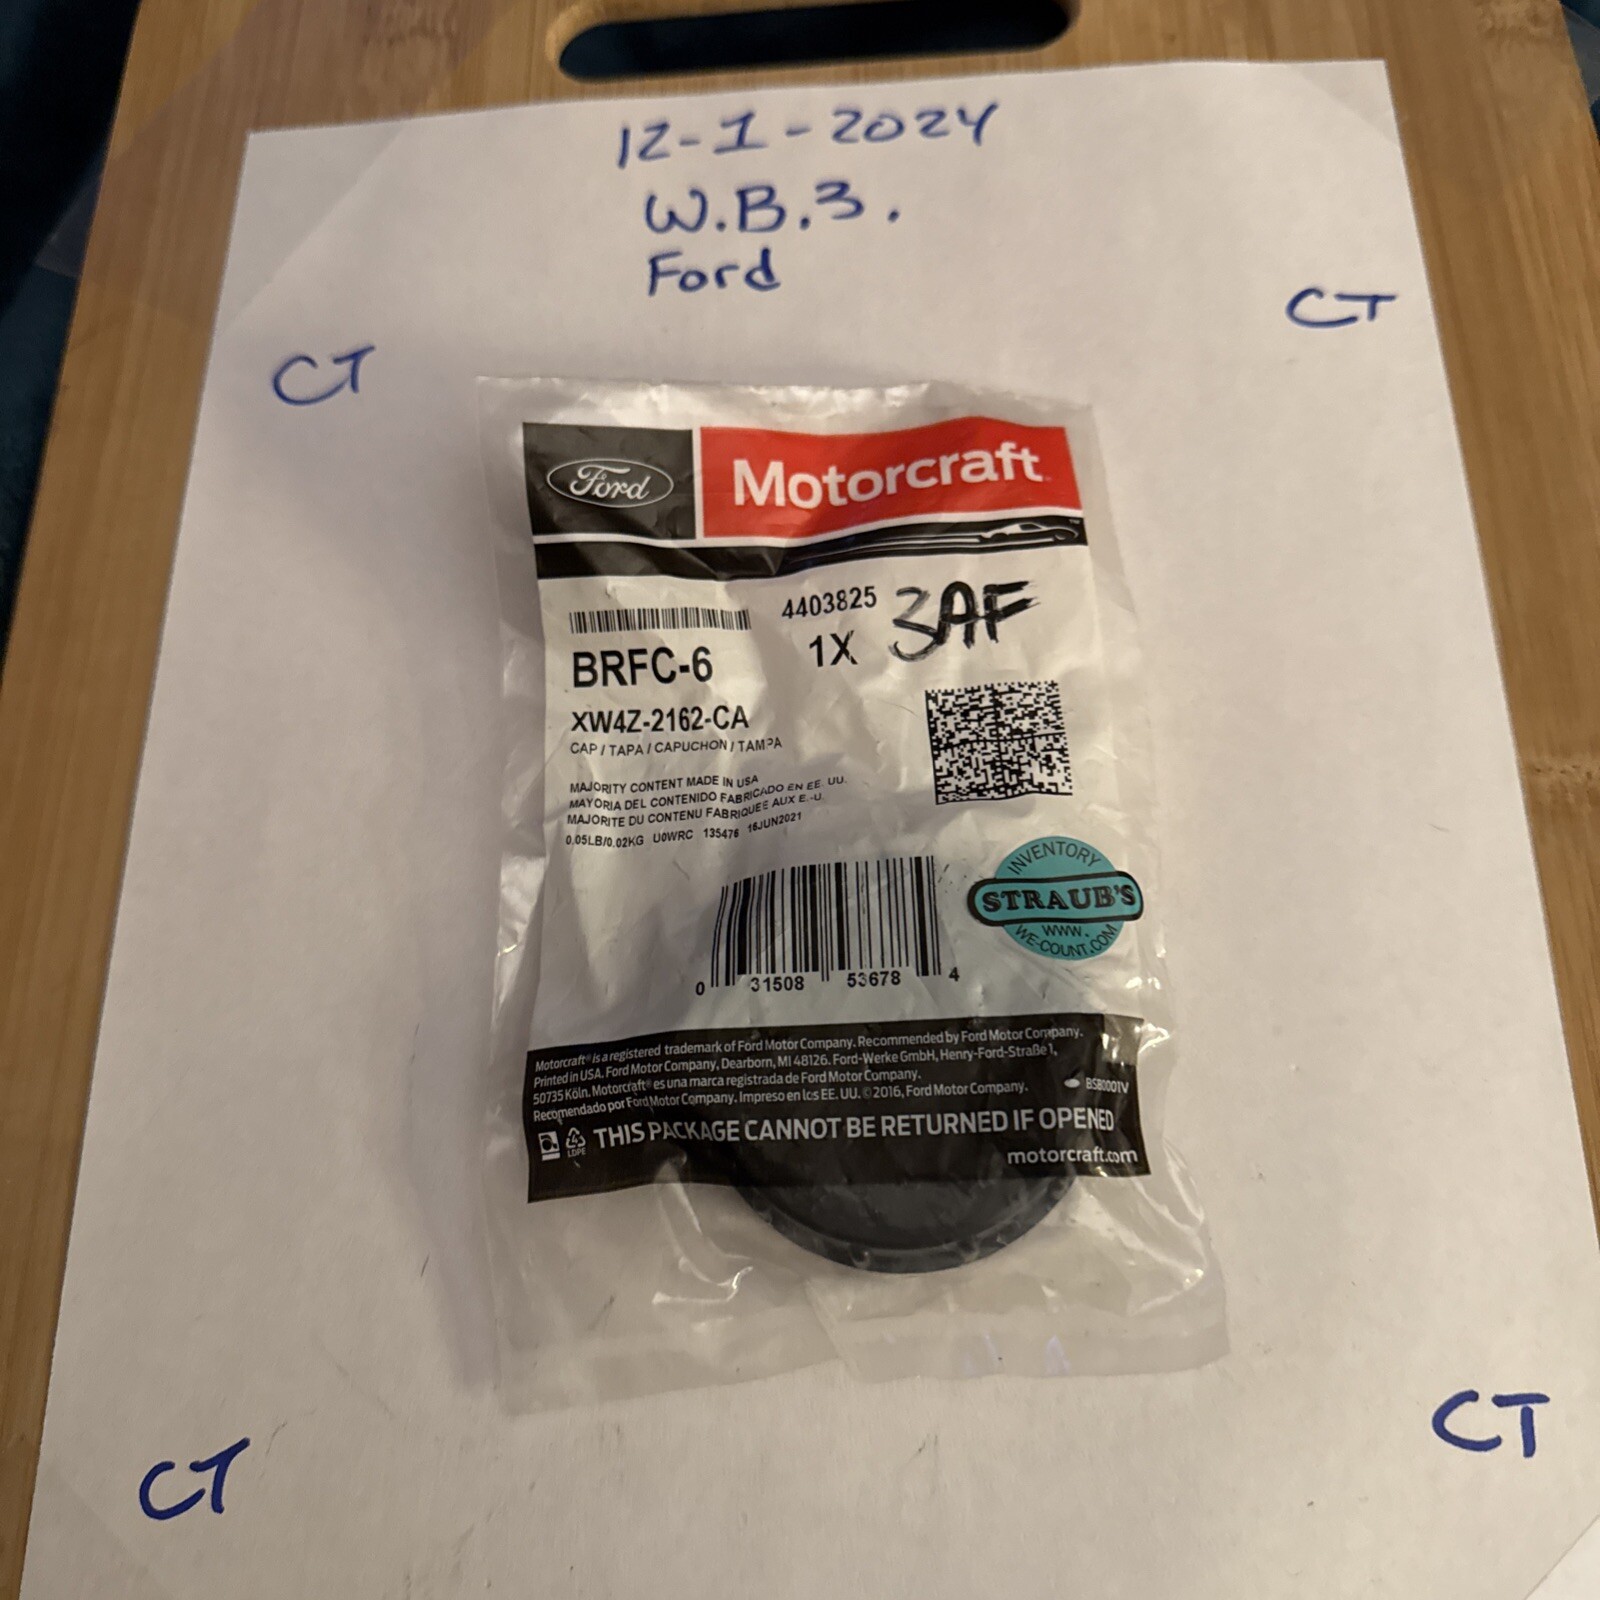 12-1-2024
W.B.3.
Ford
CT
CT
Ford
Motorcraft
4403825
3AF
1X
BRFC-6
XW4Z-2162-CA
CAP / TAPA / CAPUCHON / TAMPA
MAJORITY CONTENT MADE IN USA
MAYORIA DEL CONTENIDO FABRICADO EN EE. UU.
MAJORITE DU CONTENU FABRIQUEE AUX E.-U.
0.05LB/0.02KG U0WRC 135476 16JUN2021
INVENTORY
STRAUB'S
WWW.
WE-COUNT.COM
0 31508 53678 4
Motorcraft® is a registered trademark of Ford Motor Company. Recommended by Ford Motor Company.
Printed in USA. Ford Motor Company, Dearborn, MI 48126. Ford-Werke GmbH, Henry-Ford-Straße 1,
50735 Köln. Motorcraft® es una marca registrada de Ford Motor Company.
Recomendado por Ford Motor Company. Impreso en los EE. UU. ©2016, Ford Motor Company.
BSB0001V
LDPE
THIS PACKAGE CANNOT BE RETURNED IF OPENED
motorcraft.com
CT
CT